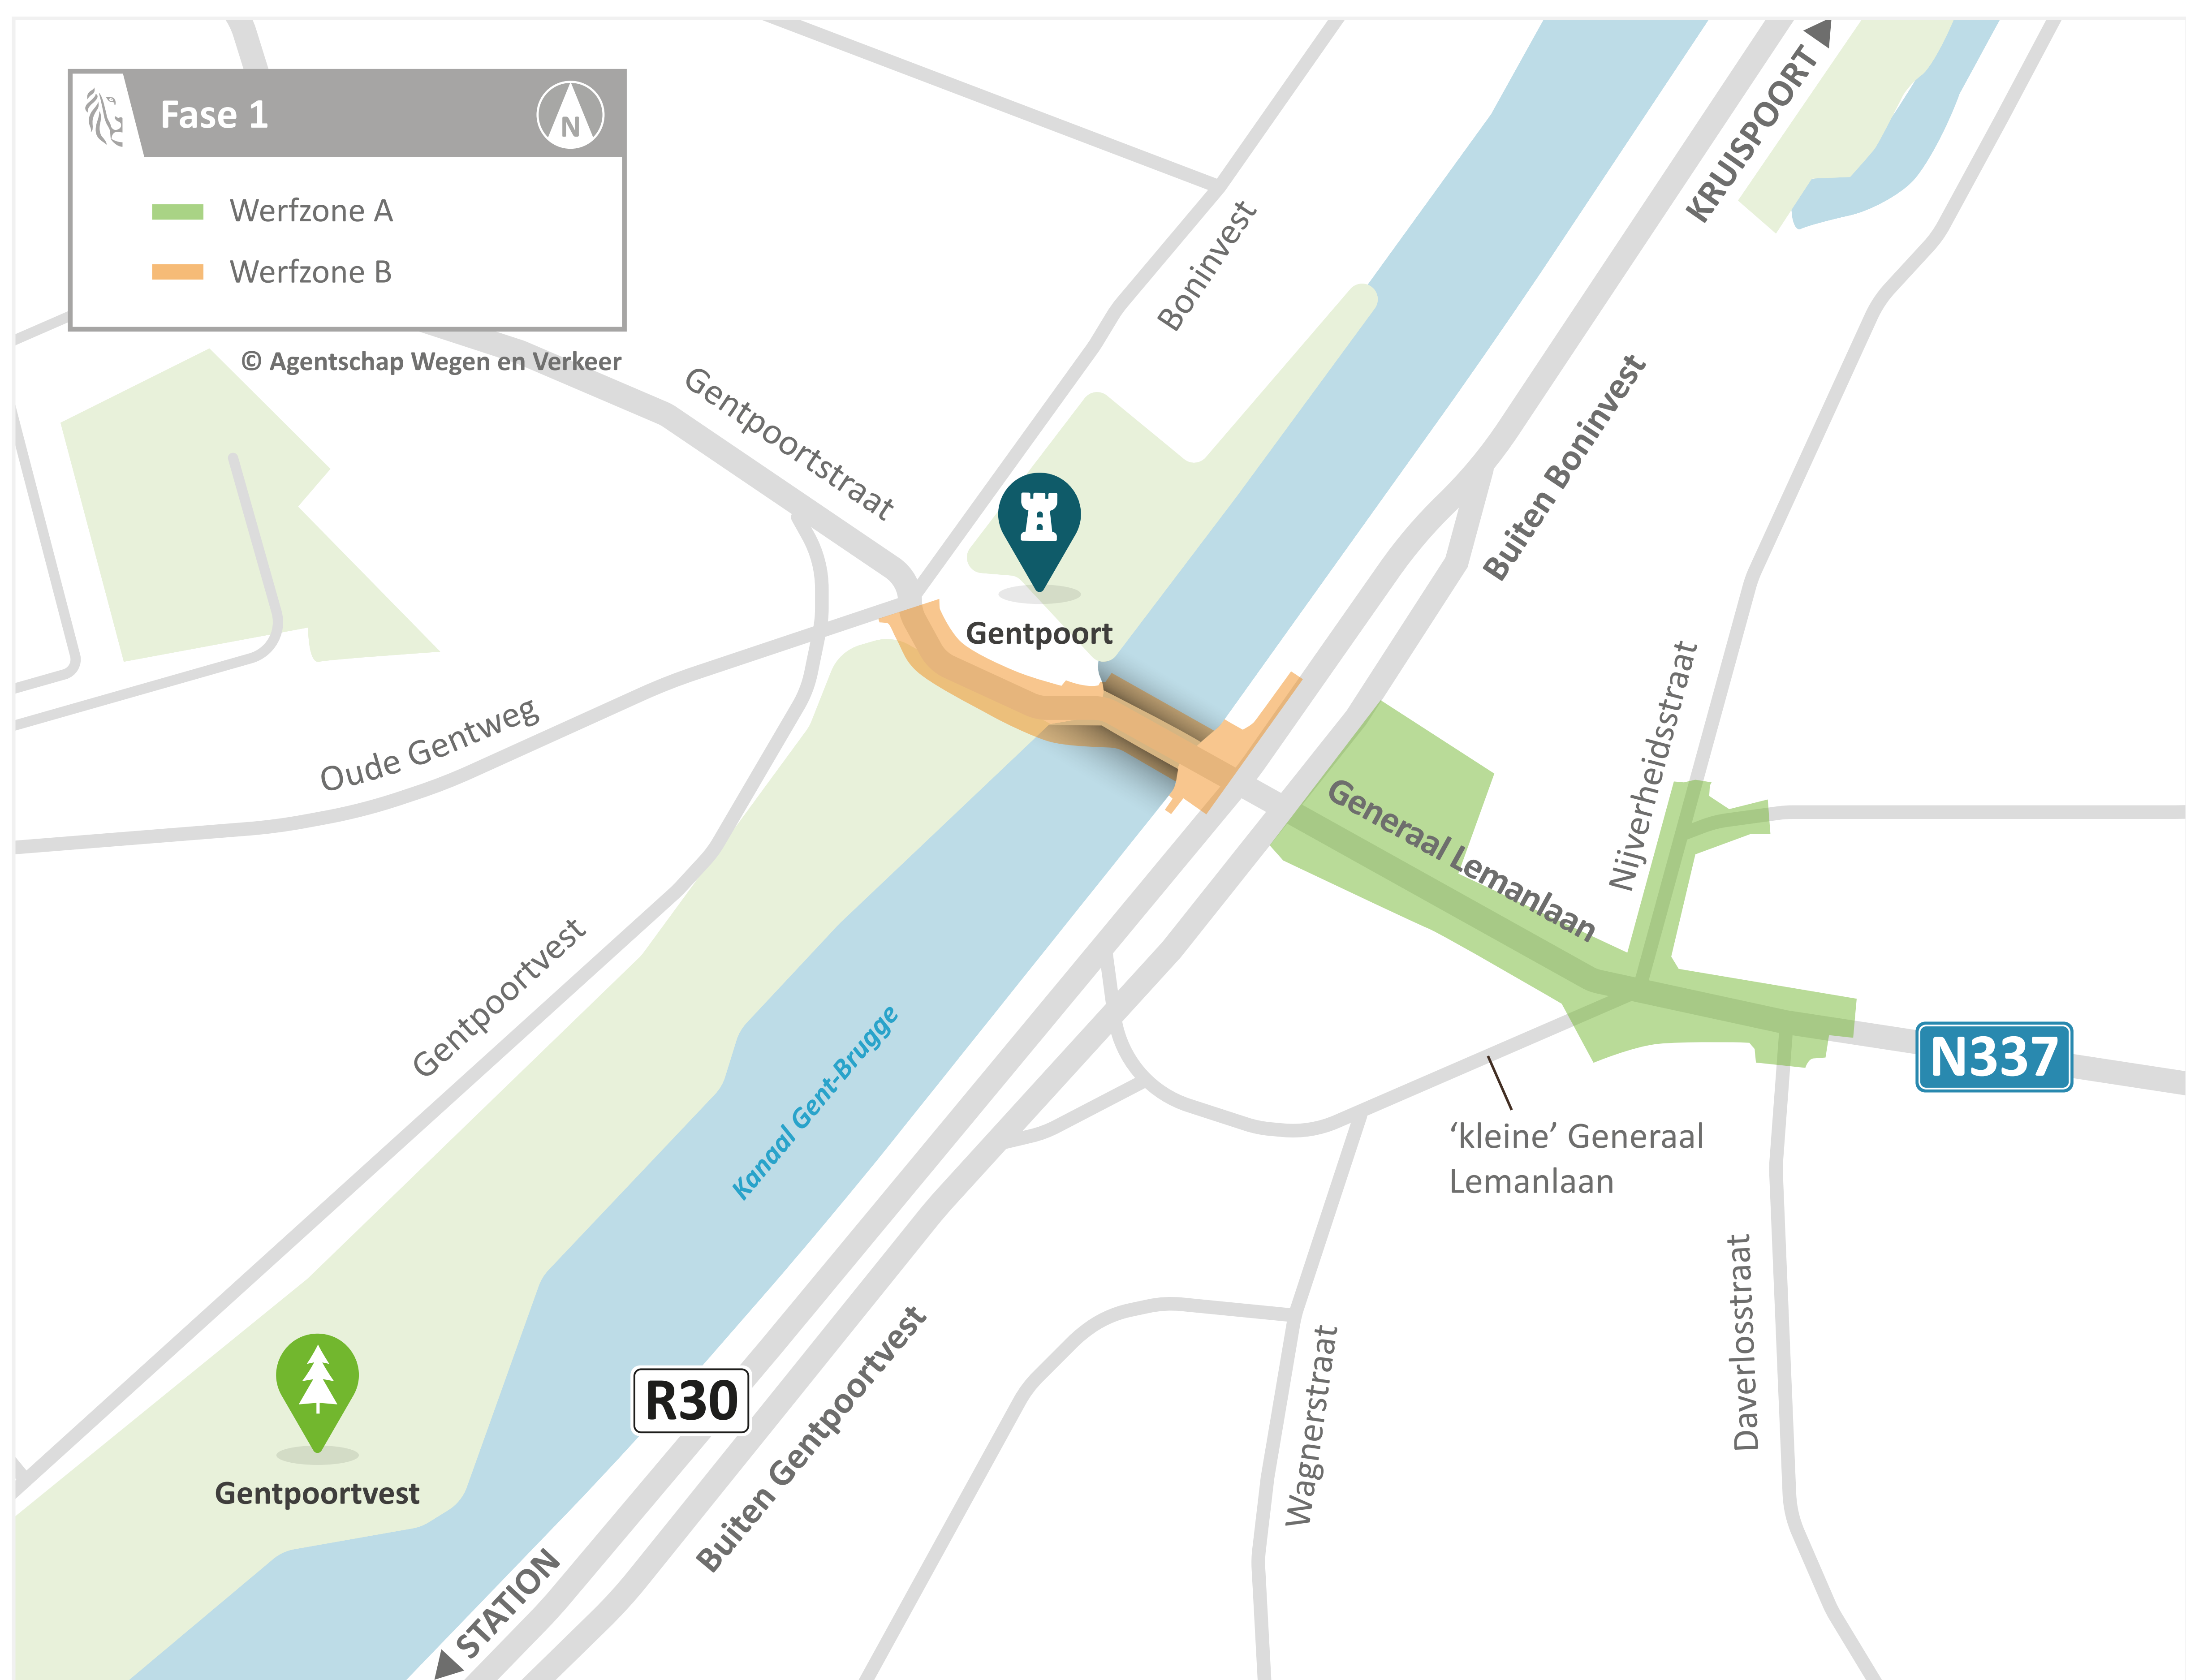 Fase 1
N
Werfzone A
Werfzone B
© Agentschap Wegen en Verkeer
KRUISPOORT
Boninvest
Gentpoortstraat
Buiten Boninvest
Gentpoort
Oude Gentweg
Nijverheidsstraat
Generaal Lemanlaan
Gentpoortvest
Kanaal Gent-Brugge
N337
‘kleine’ Generaal
Lemanlaan
Daverlosstraat
Wagnerstraat
R30
Buiten Gentpoortvest
Gentpoortvest
STATION